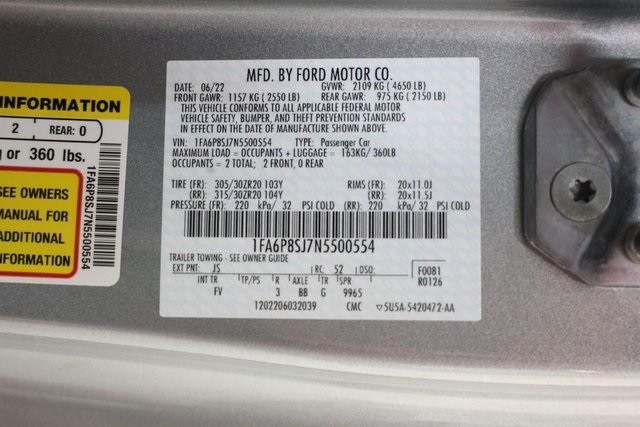 INFORMATION
2 REAR: 0
or 360 lbs.
SEE OWNERS
MANUAL FOR
ADDITIONAL
INFORMATION
1FA6P8SJ7N5500554
MFD. BY FORD MOTOR CO.
DATE: 06/22 GVWR: 2109 KG ( 4650 LB)
FRONT GAWR: 1157 KG ( 2550 LB) REAR GAWR: 975 KG ( 2150 LB)
THIS VEHICLE CONFORMS TO ALL APPLICABLE FEDERAL MOTOR
VEHICLE SAFETY, BUMPER, AND THEFT PREVENTION STANDARDS
IN EFFECT ON THE DATE OF MANUFACTURE SHOWN ABOVE.
VIN: 1FA6P8SJ7N5500554 TYPE: Passenger Car
MAXIMUM LOAD = OCCUPANTS + LUGGAGE = 163KG/ 360LB
OCCUPANTS = 2 TOTAL; 2 FRONT, 0 REAR
TIRE (FR): 305/30ZR20 103Y RIMS (FR): 20x11.0J
(RR): 315/30ZR20 104Y (RR): 20x11.5J
PRESSURE (FR): 220 kPa/ 32 PSI COLD (RR): 220 kPa/ 32 PSI COLD
1FA6P8SJ7N5500554
TRAILER TOWING - SEE OWNER GUIDE
EXT PNT: JS RC: 52 DSO: F0081
INT TR TP/PS R AXLE TR SPR R0126
FV 3 BB G 9965
1202206032039 CMC 5U5A-5420472-AA